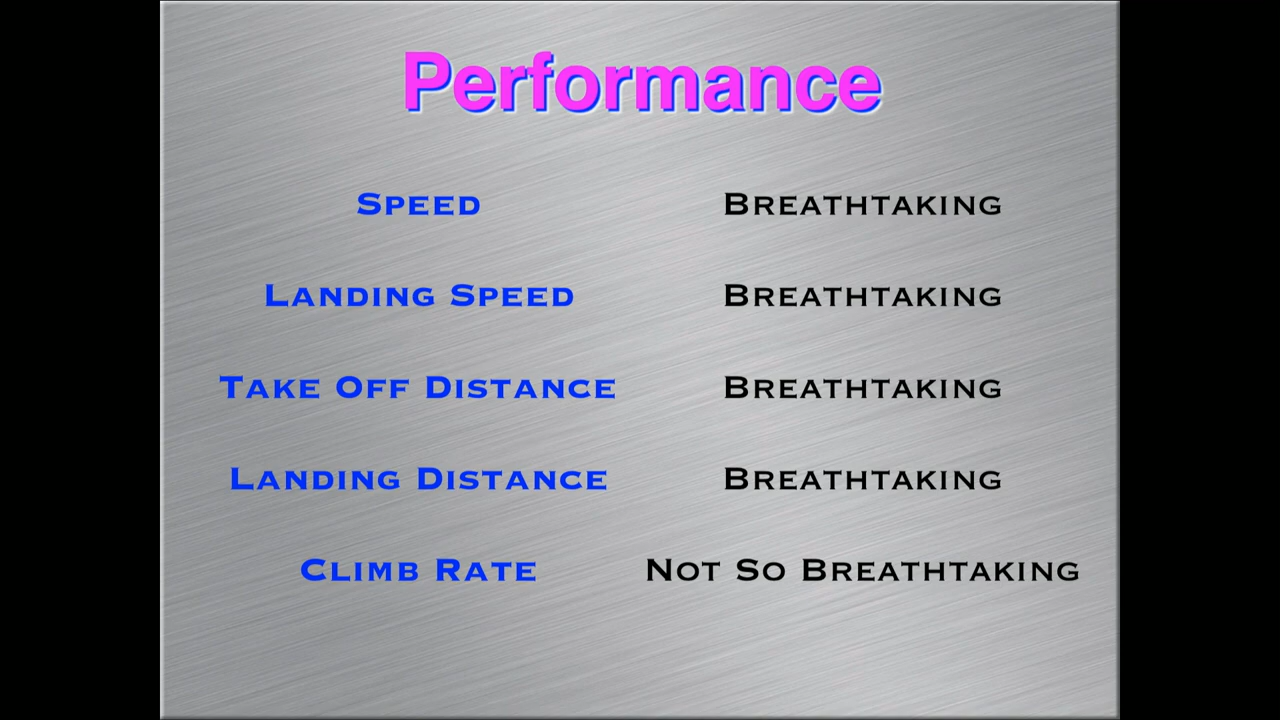 Performance
Speed Breathtaking
Landing Speed Breathtaking
Take Off Distance Breathtaking
Landing Distance Breathtaking
Climb Rate Not So Breathtaking